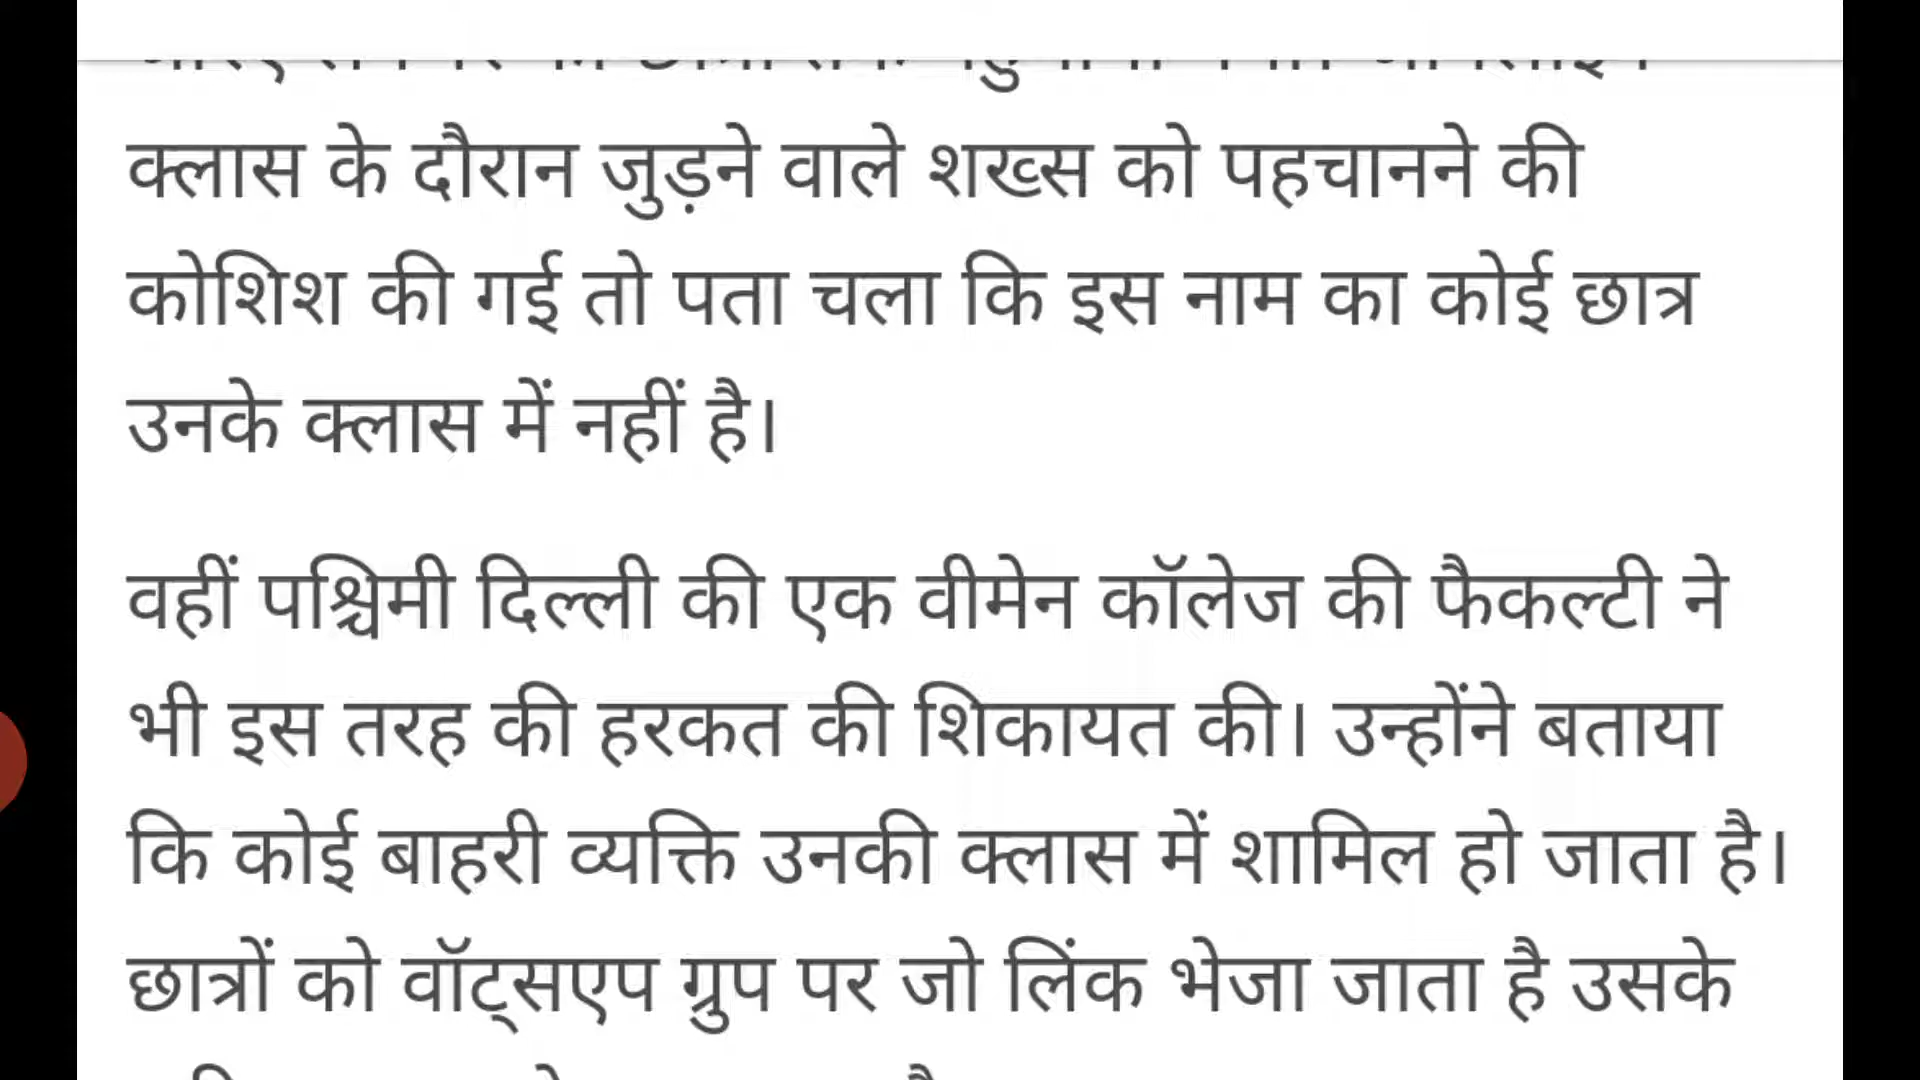 क्लास के दौरान जुड़ने वाले शख्स को पहचानने की
कोशिश की गई तो पता चला कि इस नाम का कोई छात्र
उनके क्लास में नहीं है।
वहीं पश्चिमी दिल्ली की एक वीमेन कॉलेज की फैकल्टी ने
भी इस तरह की हरकत की शिकायत की। उन्होंने बताया
कि कोई बाहरी व्यक्ति उनकी क्लास में शामिल हो जाता है।
छात्रों को वॉट्सएप ग्रुप पर जो लिंक भेजा जाता है उसके